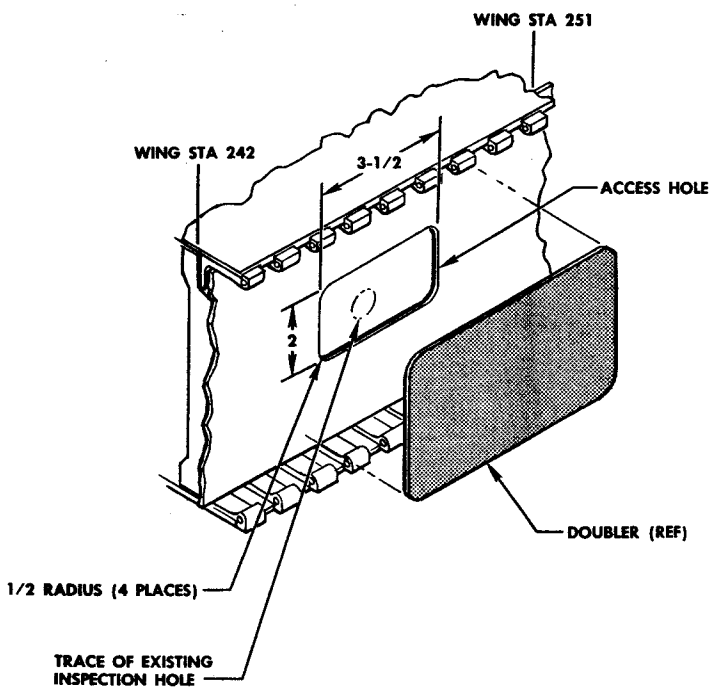 WING STA 251
WING STA 242
3-1/2
ACCESS HOLE
2
DOUBLER (REF)
1/2 RADIUS (4 PLACES)
TRACE OF EXISTING
INSPECTION HOLE